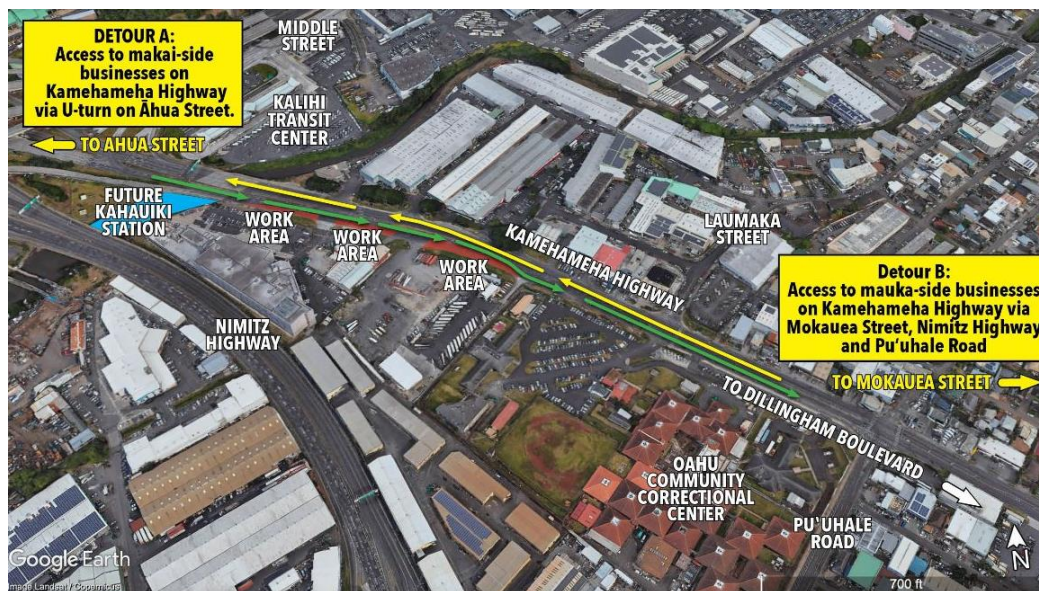 DETOUR A:
Access to makai-side
businesses on
Kamehameha Highway
via U-turn on Āhua Street.
MIDDLE
STREET
KALIHI
TRANSIT
CENTER
TO AHUA STREET
FUTURE
KAHAUIKI
STATION
WORK
AREA
WORK
AREA
WORK
AREA
KAMEHAMEHA HIGHWAY
LAUMAKA
STREET
Detour B:
Access to mauka-side businesses
on Kamehameha Highway via
Mokauea Street, Nimitz Highway
and Pu‘uhale Road
TO MOKAUEA STREET
NIMITZ
HIGHWAY
TO DILLINGHAM BOULEVARD
OAHU
COMMUNITY
CORRECTIONAL
CENTER
PU‘UHALE
ROAD
N
Google Earth
Image Landsat / Copernicus
700 ft